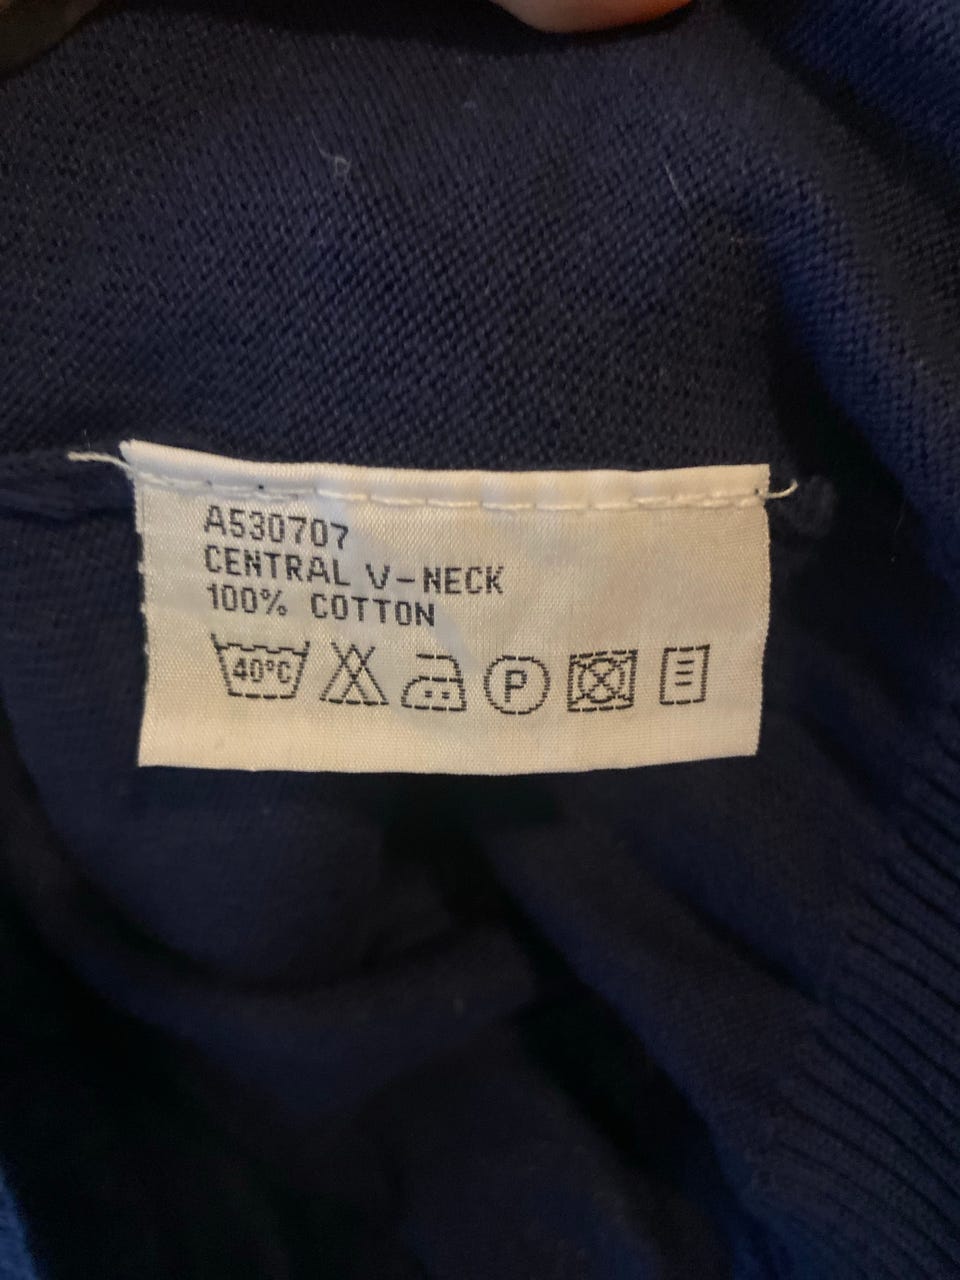 A530707
CENTRAL V-NECK
100% COTTON
40°C P